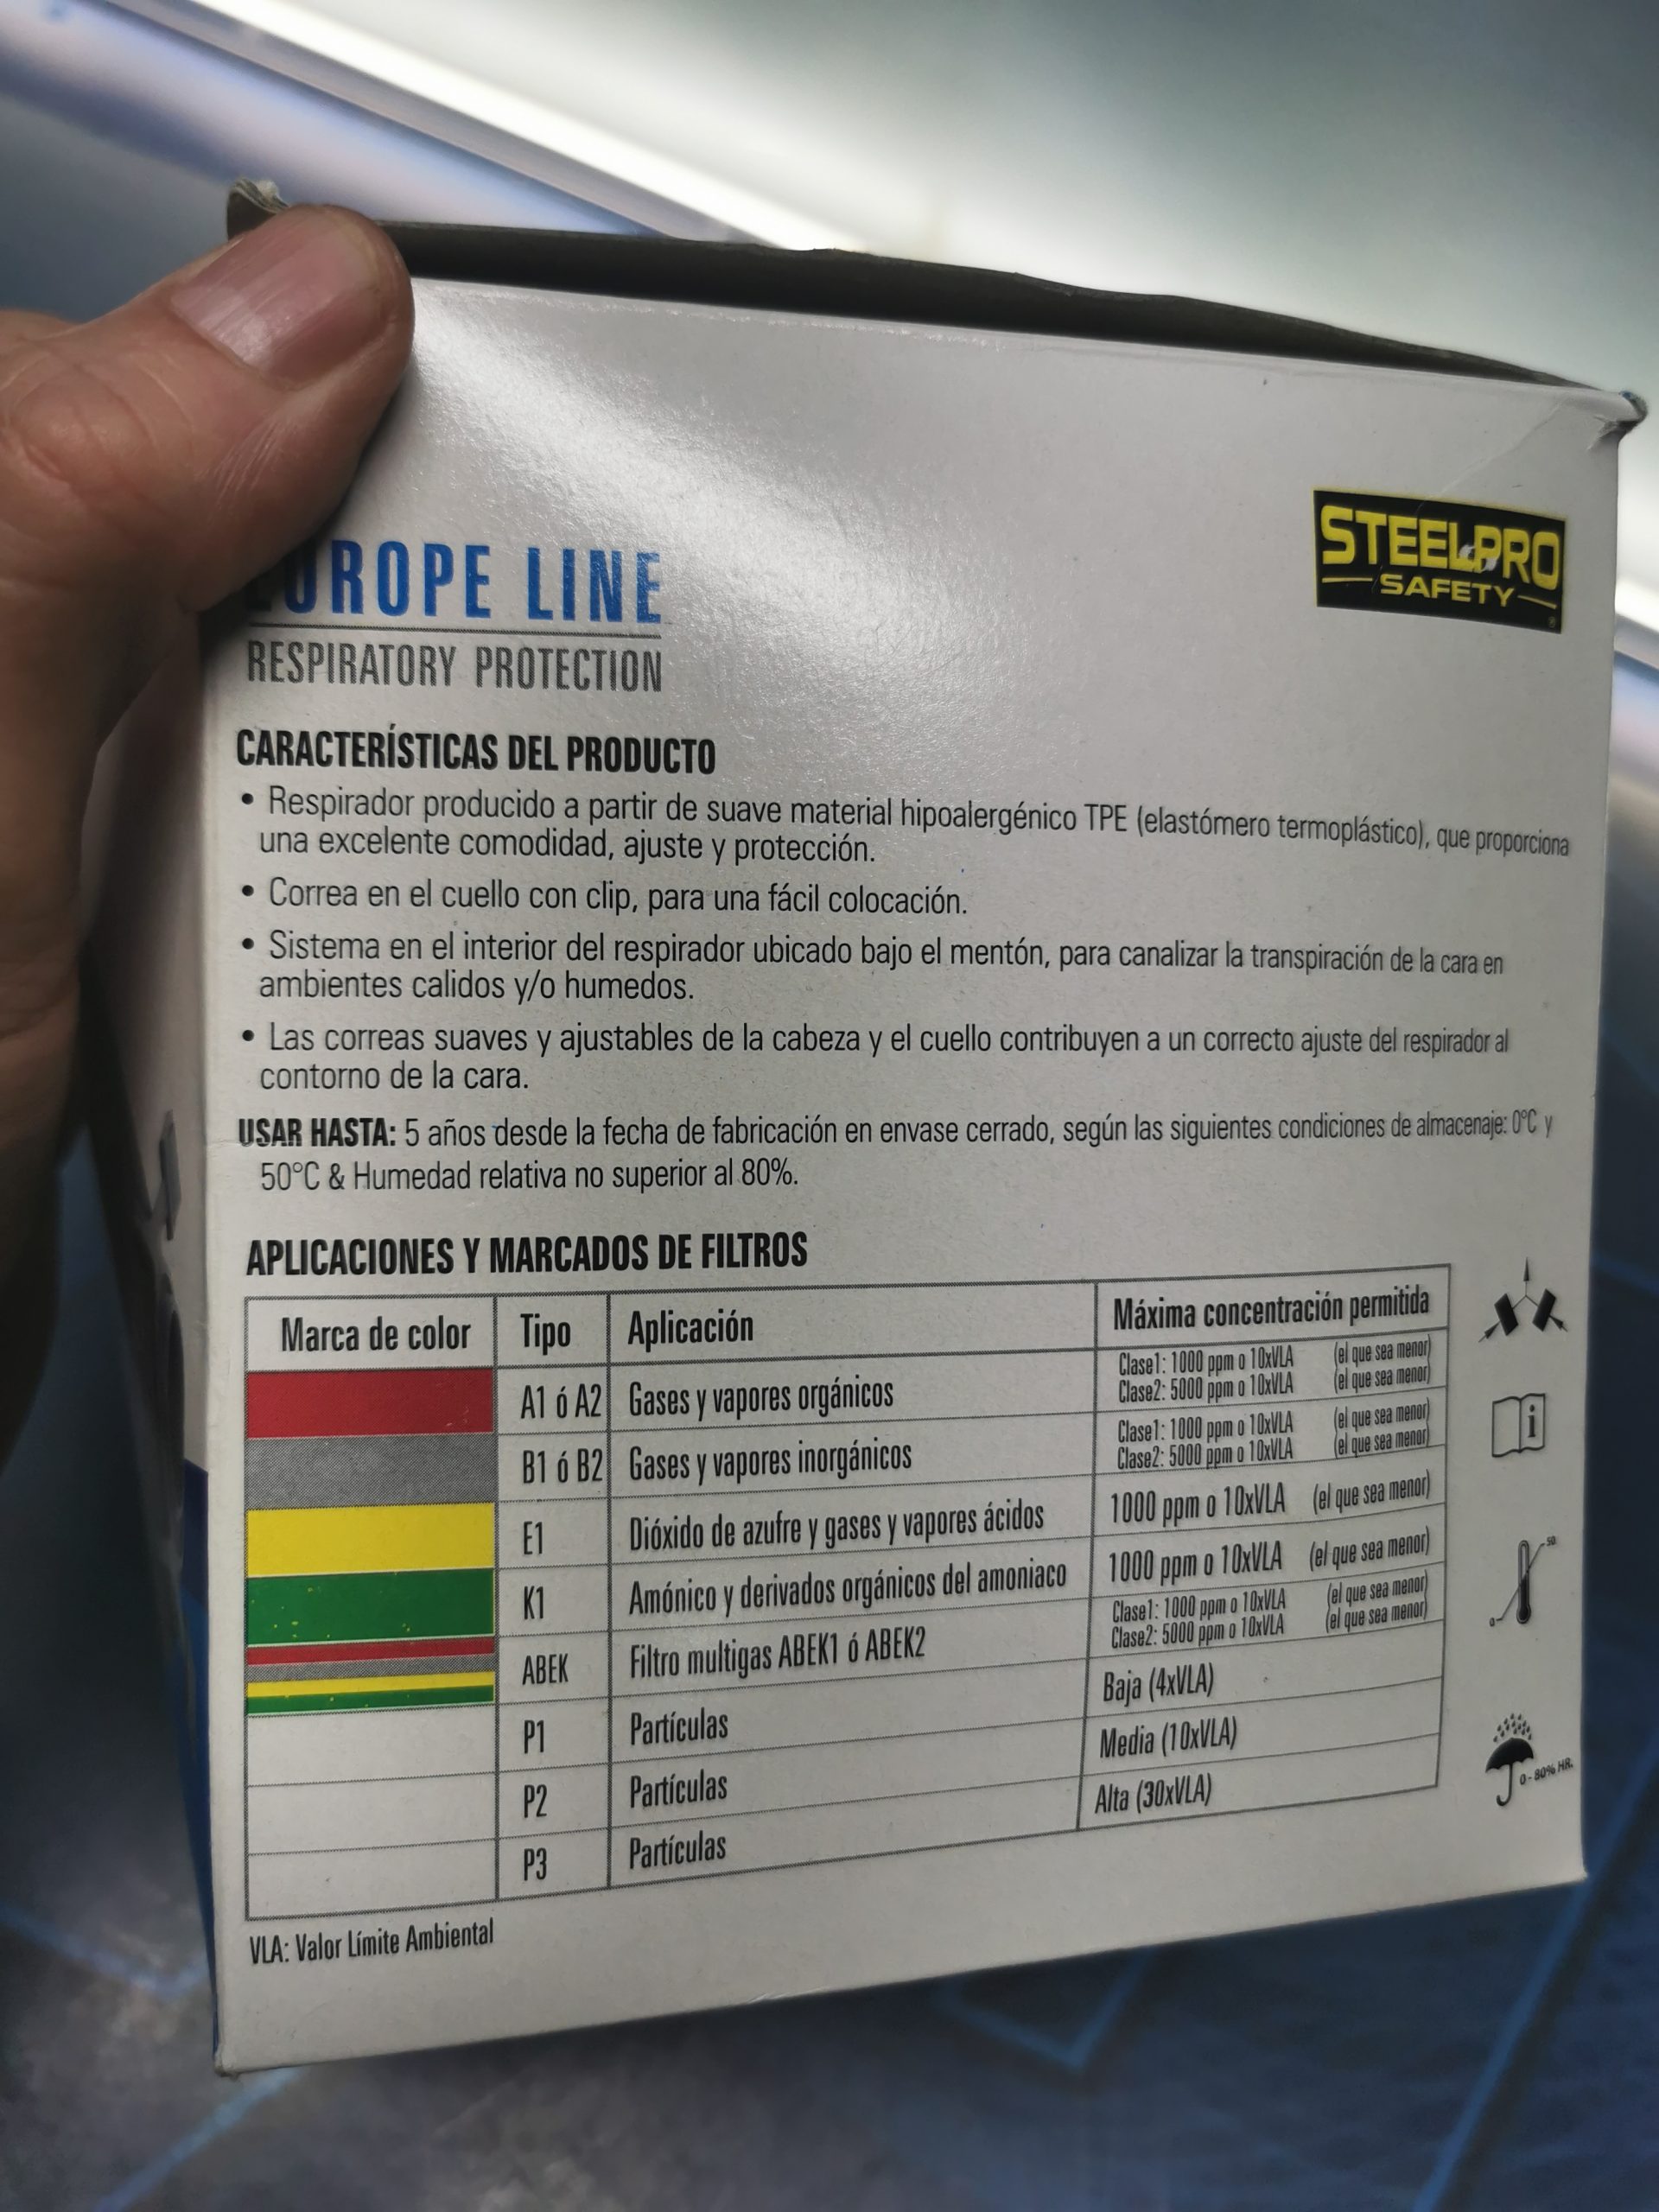 EUROPE LINE
RESPIRATORY PROTECTION
STEELPRO
SAFETY
®
CARACTERÍSTICAS DEL PRODUCTO
• Respirador producido a partir de suave material hipoalergénico TPE (elastómero termoplástico), que proporciona
una excelente comodidad, ajuste y protección.
• Correa en el cuello con clip, para una fácil colocación.
• Sistema en el interior del respirador ubicado bajo el mentón, para canalizar la transpiración de la cara en
ambientes calidos y/o humedos.
• Las correas suaves y ajustables de la cabeza y el cuello contribuyen a un correcto ajuste del respirador al
contorno de la cara.
USAR HASTA: 5 años desde la fecha de fabricación en envase cerrado, según las siguientes condiciones de almacenaje: 0°C y
50°C & Humedad relativa no superior al 80%.
APLICACIONES Y MARCADOS DE FILTROS
Marca de color Tipo Aplicación Máxima concentración permitida
A1 ó A2 Gases y vapores orgánicos Clase1: 1000 ppm o 10xVLA (el que sea menor)
Clase2: 5000 ppm o 10xVLA (el que sea menor)
B1 ó B2 Gases y vapores inorgánicos Clase1: 1000 ppm o 10xVLA (el que sea menor)
Clase2: 5000 ppm o 10xVLA (el que sea menor)
E1 Dióxido de azufre y gases y vapores ácidos 1000 ppm o 10xVLA (el que sea menor)
K1 Amónico y derivados orgánicos del amoniaco 1000 ppm o 10xVLA (el que sea menor)
ABEK Filtro multigas ABEK1 ó ABEK2 Clase1: 1000 ppm o 10xVLA (el que sea menor)
Clase2: 5000 ppm o 10xVLA (el que sea menor)
P1 Partículas Baja (4xVLA)
P2 Partículas Media (10xVLA)
P3 Partículas Alta (30xVLA)
VLA: Valor Límite Ambiental
i
50
0
0-80% HR.